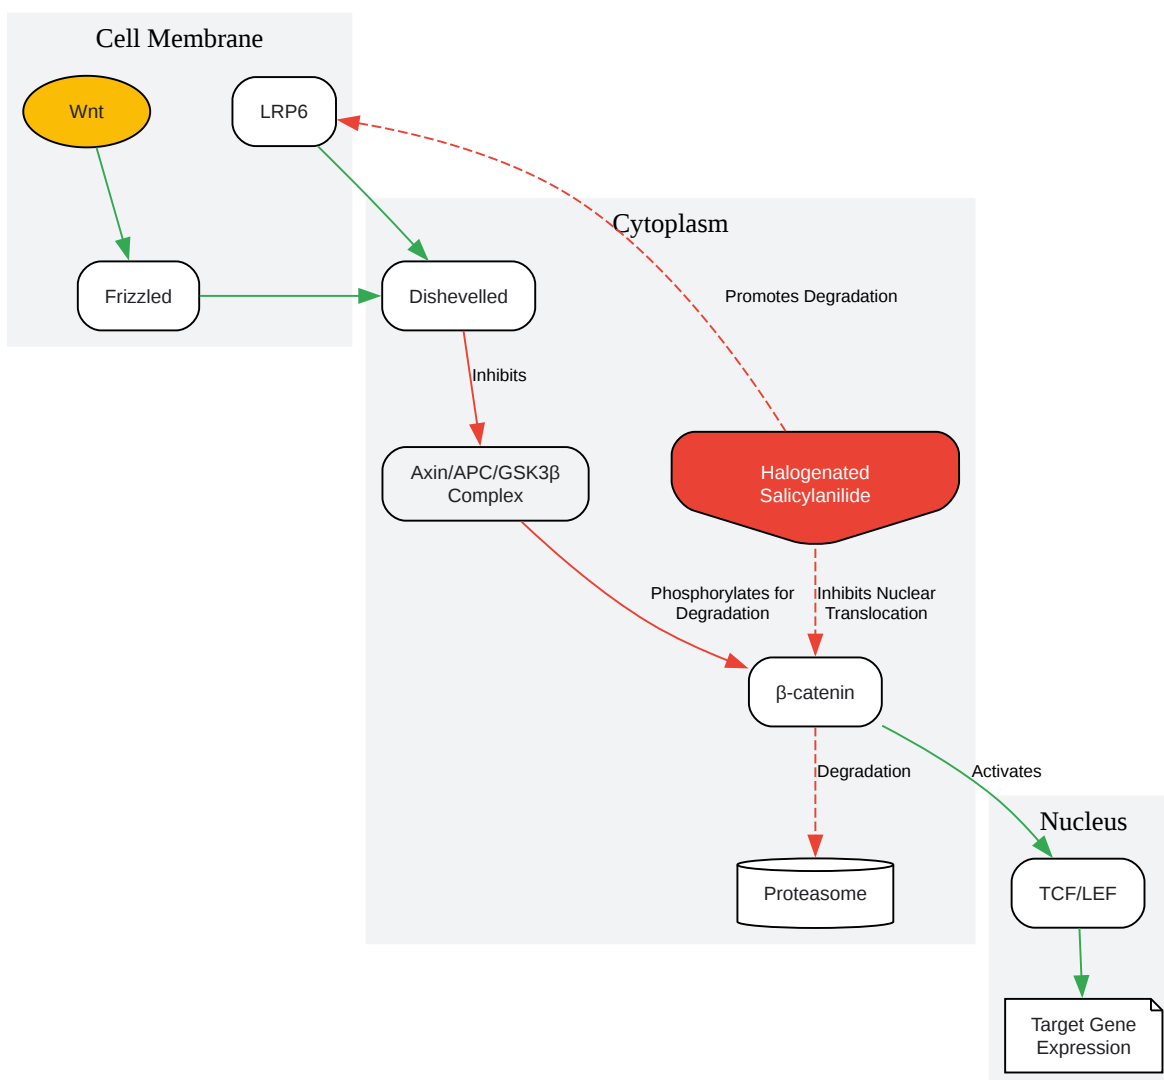 Cell Membrane
Wnt
LRP6
Cytoplasm
Frizzled
Dishevelled
Promotes Degradation
Inhibits
Axin/APC/GSK3β
Complex
Halogenated
Salicylanilide
Phosphorylates for
Degradation
Inhibits Nuclear
Translocation
β-catenin
Degradation
Activates
Nucleus
Proteasome
TCF/LEF
Target Gene
Expression